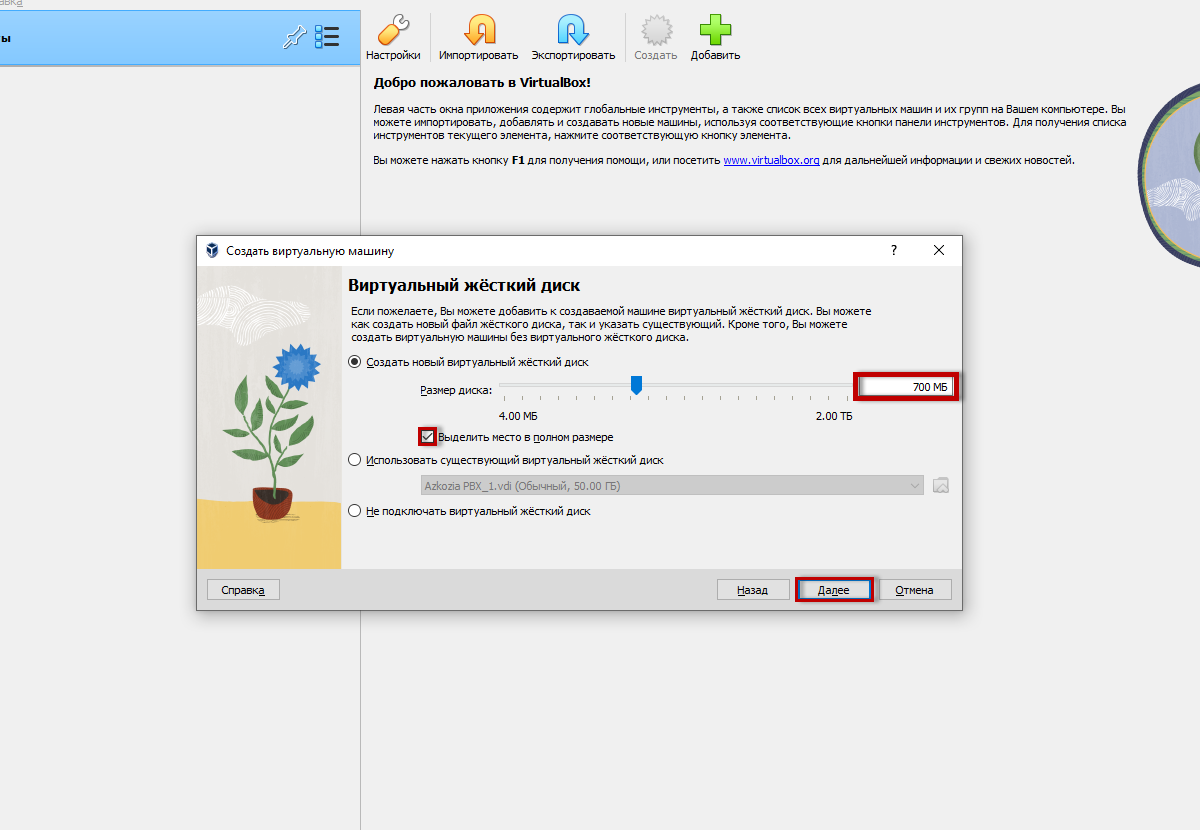 ы
Настройки
Импортировать
Экспортировать
Создать
Добавить
Добро пожаловать в VirtualBox!
Левая часть окна приложения содержит глобальные инструменты, а также список всех виртуальных машин и их групп на Вашем компьютере. Вы
можете импортировать, добавлять и создавать новые машины, используя соответствующие кнопки панели инструментов. Для получения списка
инструментов текущего элемента, нажмите соответствующую кнопку элемента.
Вы можете нажать кнопку F1 для получения помощи, или посетить www.virtualbox.org для дальнейшей информации и свежих новостей.
Создать виртуальную машину
?
Виртуальный жёсткий диск
Если пожелаете, Вы можете добавить к создаваемой машине виртуальный жёсткий диск. Вы можете
как создать новый файл жёсткого диска, так и указать существующий. Кроме того, Вы можете
создать виртуальную машины без виртуального жёсткого диска.
Создать новый виртуальный жёсткий диск
Размер диска:
700 МБ
4.00 МБ
2.00 ТБ
Выделить место в полном размере
Использовать существующий виртуальный жёсткий диск
Azkozia PBX_1.vdi (Обычный, 50.00 ГБ)
Не подключать виртуальный жёсткий диск
Справка
Назад
Далее
Отмена